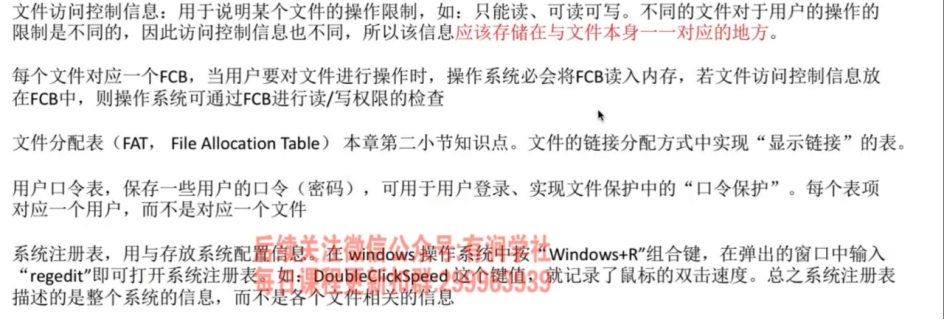 文件访问控制信息：用于说明某个文件的操作限制，如：只能读、可读可写。不同的文件对于用户的操作的
限制是不同的，因此访问控制信息也不同，所以该信息应该存储在与文件本身一一对应的地方。
每个文件对应一个FCB，当用户要对文件进行操作时，操作系统必会将FCB读入内存，若文件访问控制信息放
在FCB中，则操作系统可通过FCB进行读/写权限的检查
文件分配表（FAT， File Allocation Table） 本章第二小节知识点。文件的链接分配方式中实现“显示链接”的表。
用户口令表，保存一些用户的口令（密码），可用于用户登录、实现文件保护中的“口令保护”。每个表项
对应一个用户，而不是对应一个文件
系统注册表，用与存放系统配置信息。在 windows 操作系统中按“Windows+R”组合键，在弹出的窗口中输入
“regedit”即可打开系统注册表。如：DoubleClickSpeed 这个键值，就记录了鼠标的双击速度。总之系统注册表
描述的是整个系统的信息，而不是各个文件相关的信息
后续关注微信公众号:有润学社